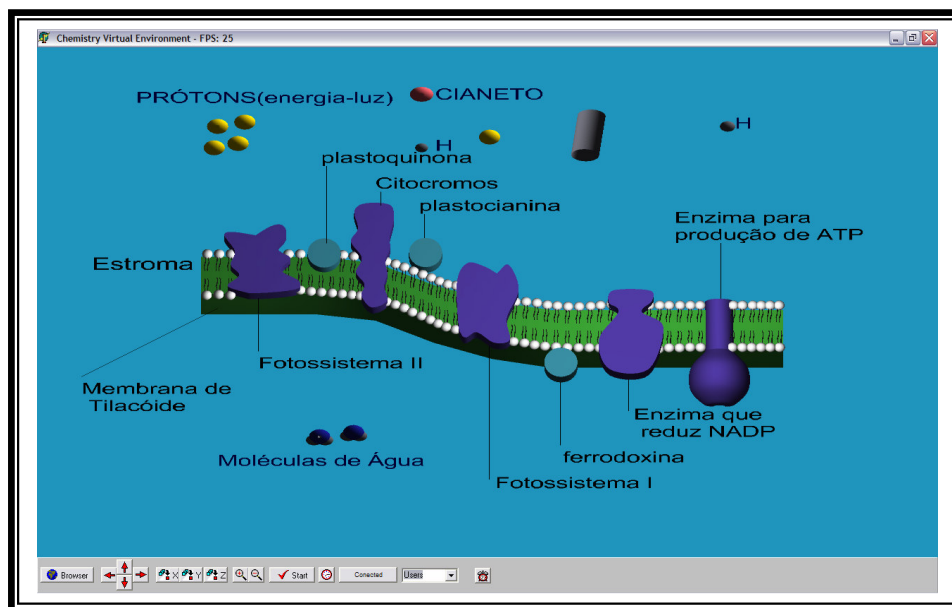 Chemistry Virtual Environment - FPS: 25
PRÓTONS(energia-luz)
CIANETO
H
H
plastoquinona
Citocromos
plastocianina
Enzima para
produção de ATP
Estroma
Fotossistema II
Membrana de
Tilacóide
Enzima que
reduz NADP
Moléculas de Água
ferrodoxina
Fotossistema I
Browser
X
Y
Z
Start
Conected
Users